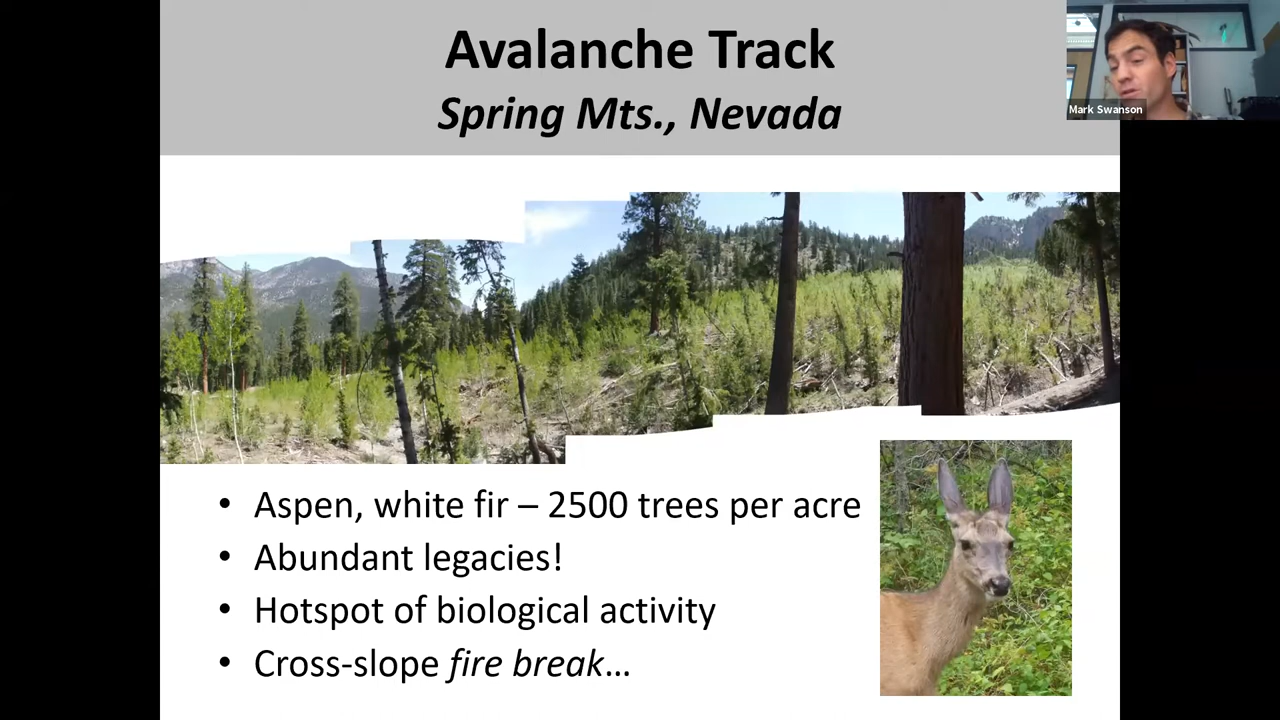 Avalanche Track
Spring Mts., Nevada
Mark Swanson
• Aspen, white fir – 2500 trees per acre
• Abundant legacies!
• Hotspot of biological activity
• Cross-slope fire break…